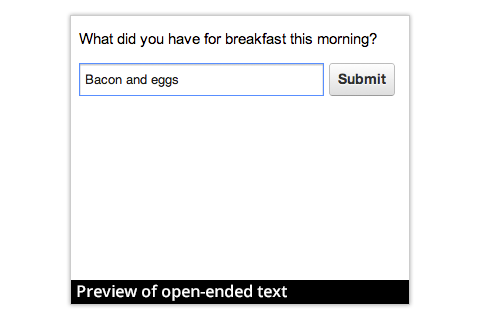 What did you have for breakfast this morning?
Bacon and eggs Submit
Preview of open-ended text